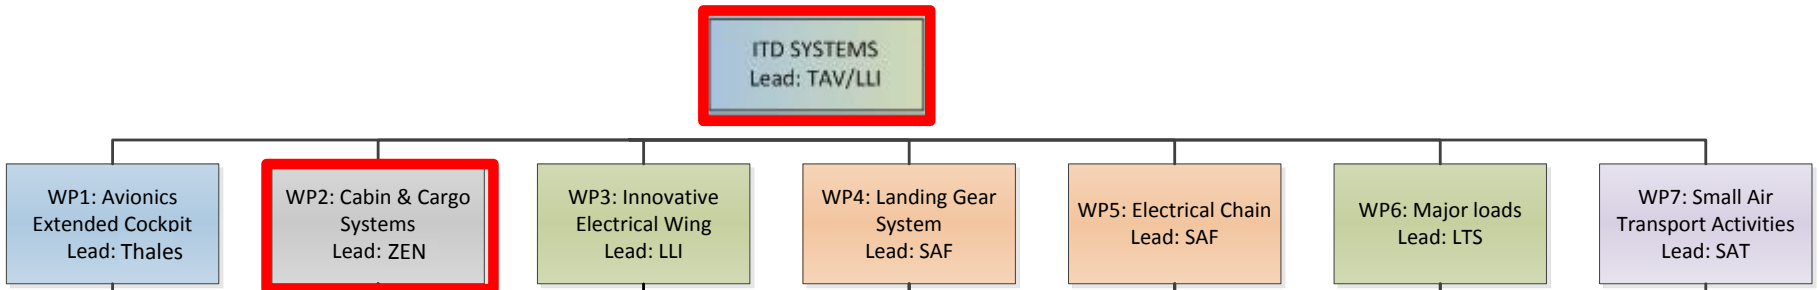 ITD SYSTEMS
Lead: TAV/LLI
WP1: Avionics
Extended Cockpit
Lead: Thales
WP2: Cabin & Cargo
Systems
Lead: ZEN
WP3: Innovative
Electrical Wing
Lead: LLI
WP4: Landing Gear
System
Lead: SAF
WP5: Electrical Chain
Lead: SAF
WP6: Major loads
Lead: LTS
WP7: Small Air
Transport Activities
Lead: SAT